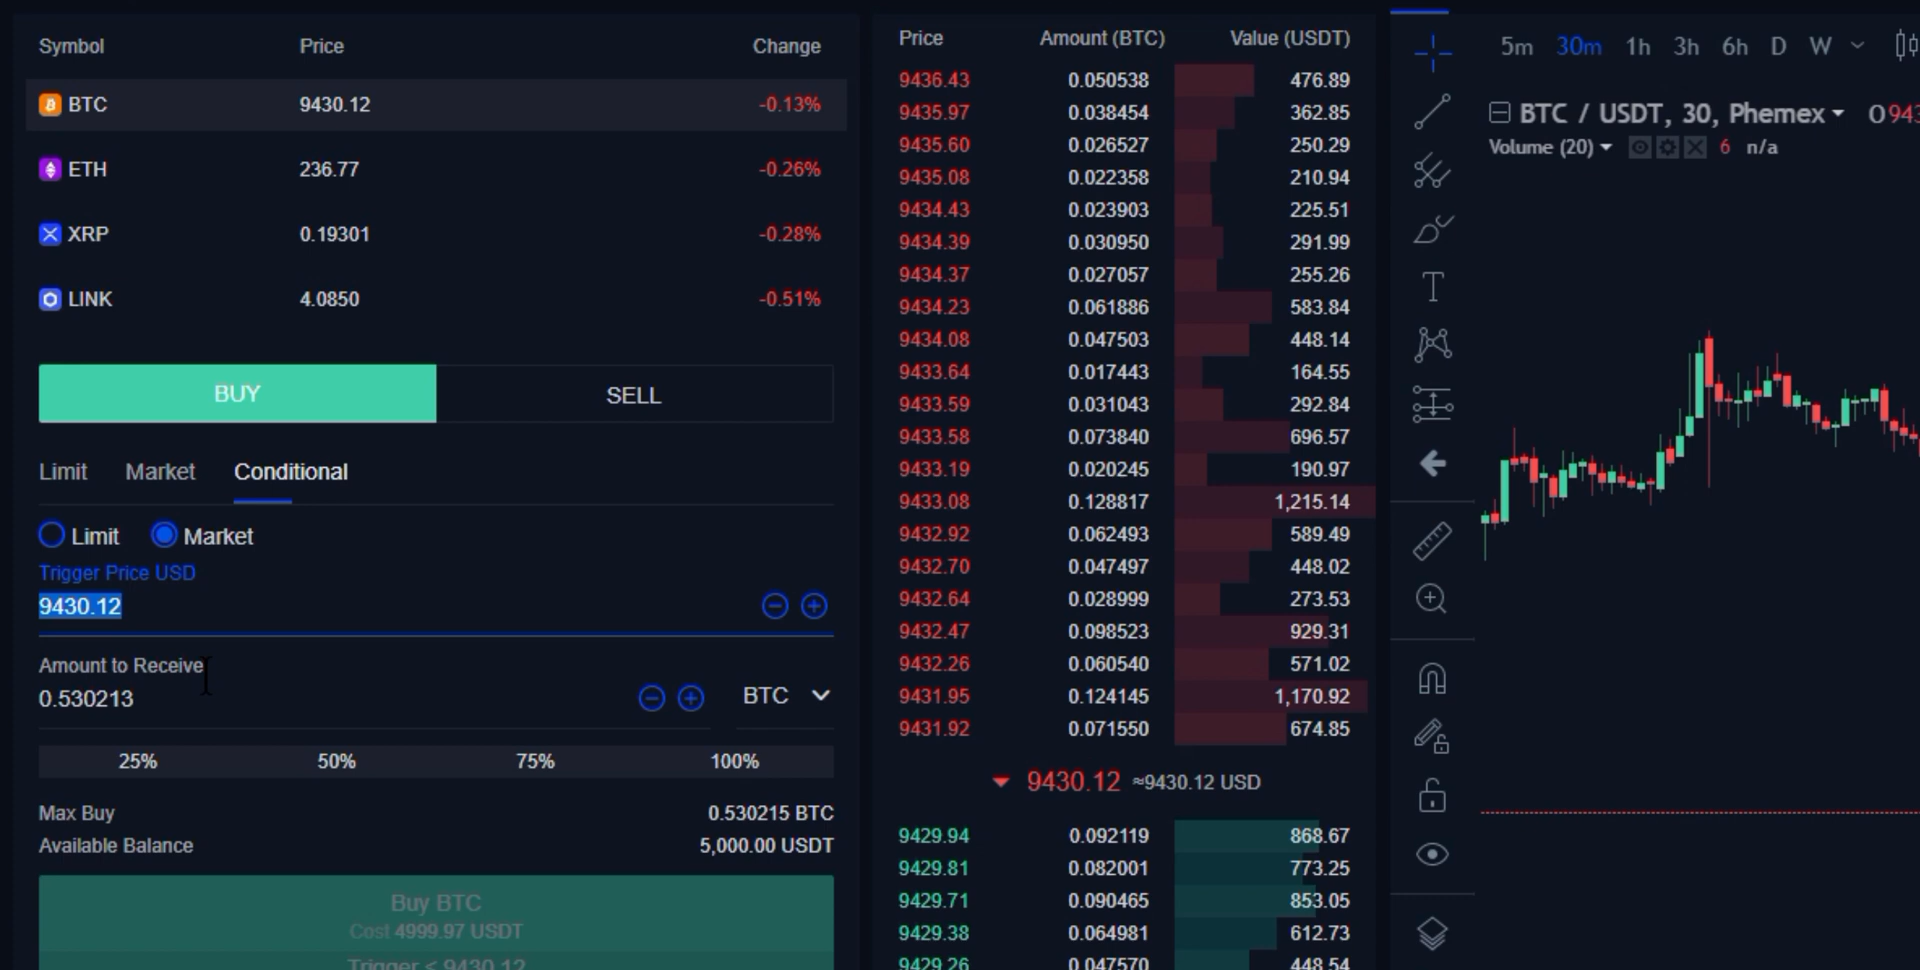 Symbol Price Change
BTC 9430.12 -0.13%
ETH 236.77 -0.26%
XRP 0.19301 -0.28%
LINK 4.0850 -0.51%
BUY SELL
Limit Market Conditional
Limit Market
Trigger Price USD
9430.12
Amount to Receive
0.530213 BTC
25% 50% 75% 100%
Max Buy 0.530215 BTC
Available Balance 5,000.00 USDT
Buy BTC
Cost 4999.97 USDT
Trigger ≤ 9430.12
Price Amount (BTC) Value (USDT)
9436.43 0.050538 476.89
9435.97 0.038454 362.85
9435.60 0.026527 250.29
9435.08 0.022358 210.94
9434.43 0.023903 225.51
9434.39 0.030950 291.99
9434.37 0.027057 255.26
9434.23 0.061886 583.84
9434.08 0.047503 448.14
9433.64 0.017443 164.55
9433.59 0.031043 292.84
9433.58 0.073840 696.57
9433.19 0.020245 190.97
9433.08 0.128817 1,215.14
9432.92 0.062493 589.49
9432.70 0.047497 448.02
9432.64 0.028999 273.53
9432.47 0.098523 929.31
9432.26 0.060540 571.02
9431.95 0.124145 1,170.92
9431.92 0.071550 674.85
9430.12 ≈9430.12 USD
9429.94 0.092119 868.67
9429.81 0.082001 773.25
9429.71 0.090465 853.05
9429.38 0.064981 612.73
9429.26 0.047570 448.54
5m 30m 1h 3h 6h D W
BTC / USDT, 30, Phemex O943
Volume (20) 6 n/a